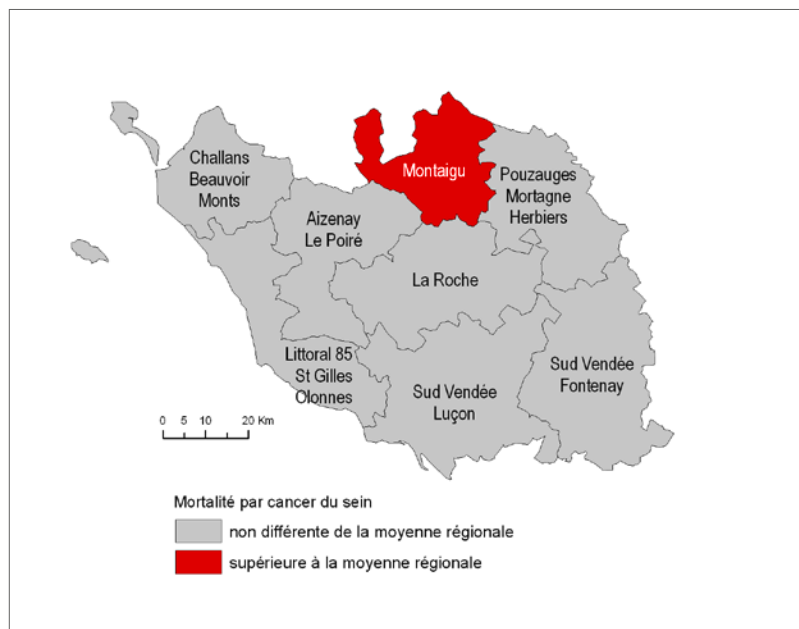 Challans
Beauvoir
Monts
Montaigu
Pouzauges
Mortagne
Herbiers
Aizenay
Le Poiré
La Roche
Littoral 85
St Gilles
Olonnes
Sud Vendée
Luçon
Sud Vendée
Fontenay
0 5 10 20 Km
Mortalité par cancer du sein
non différente de la moyenne régionale
supérieure à la moyenne régionale